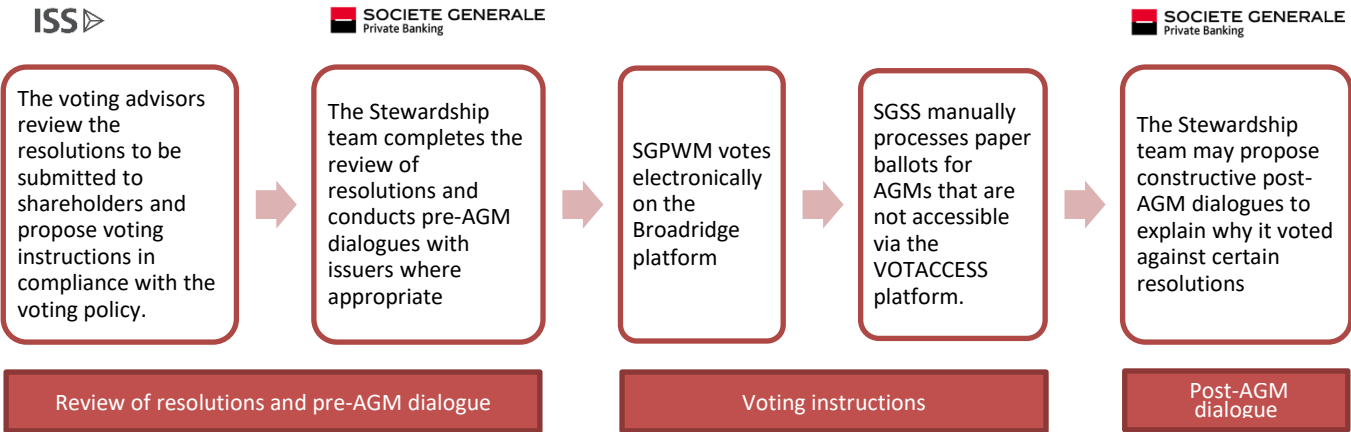 ISS
SOCIETE GENERALE
Private Banking
SOCIETE GENERALE
Private Banking
The voting advisors
review the
resolutions to be
submitted to
shareholders and
propose voting
instructions in
compliance with the
voting policy.
The Stewardship
team completes the
review of
resolutions and
conducts pre-AGM
dialogues with
issuers where
appropriate
SGPWM votes
electronically
on the
Broadridge
platform
SGSS manually
processes paper
ballots for
AGMs that are
not accessible
via the
VOTACCESS
platform.
The Stewardship
team may propose
constructive post-
AGM dialogues to
explain why it voted
against certain
resolutions
Review of resolutions and pre-AGM dialogue
Voting instructions
Post-AGM
dialogue